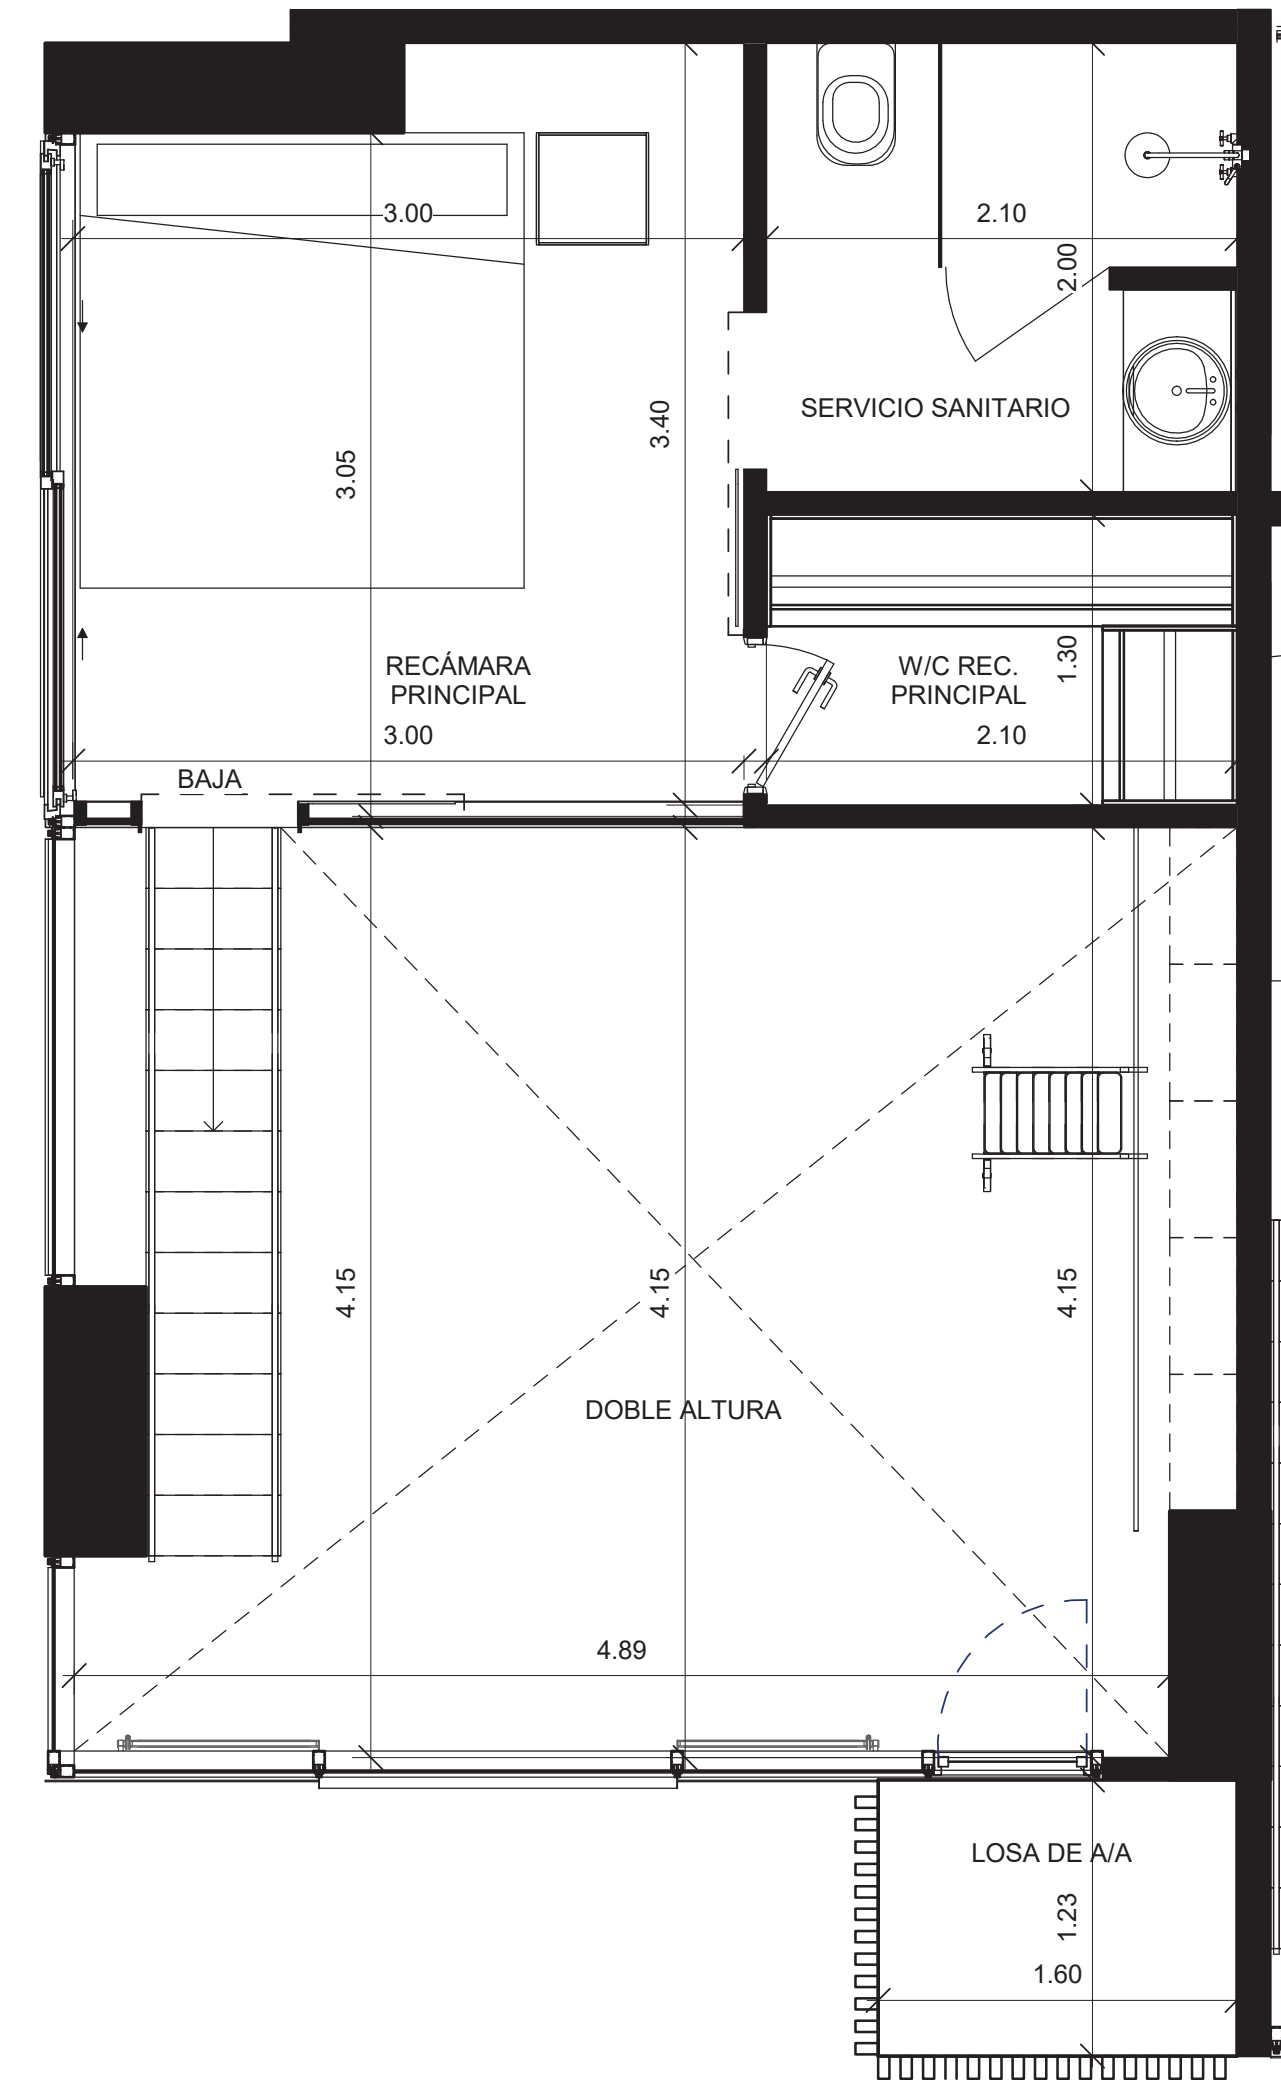 3.00
2.10
2.00
SERVICIO SANITARIO
3.40
3.05
RECÁMARA
PRINCIPAL
W/C REC.
PRINCIPAL
1.30
3.00
2.10
BAJA
4.15
4.15
4.15
DOBLE ALTURA
4.89
LOSA DE A/A
1.23
1.60